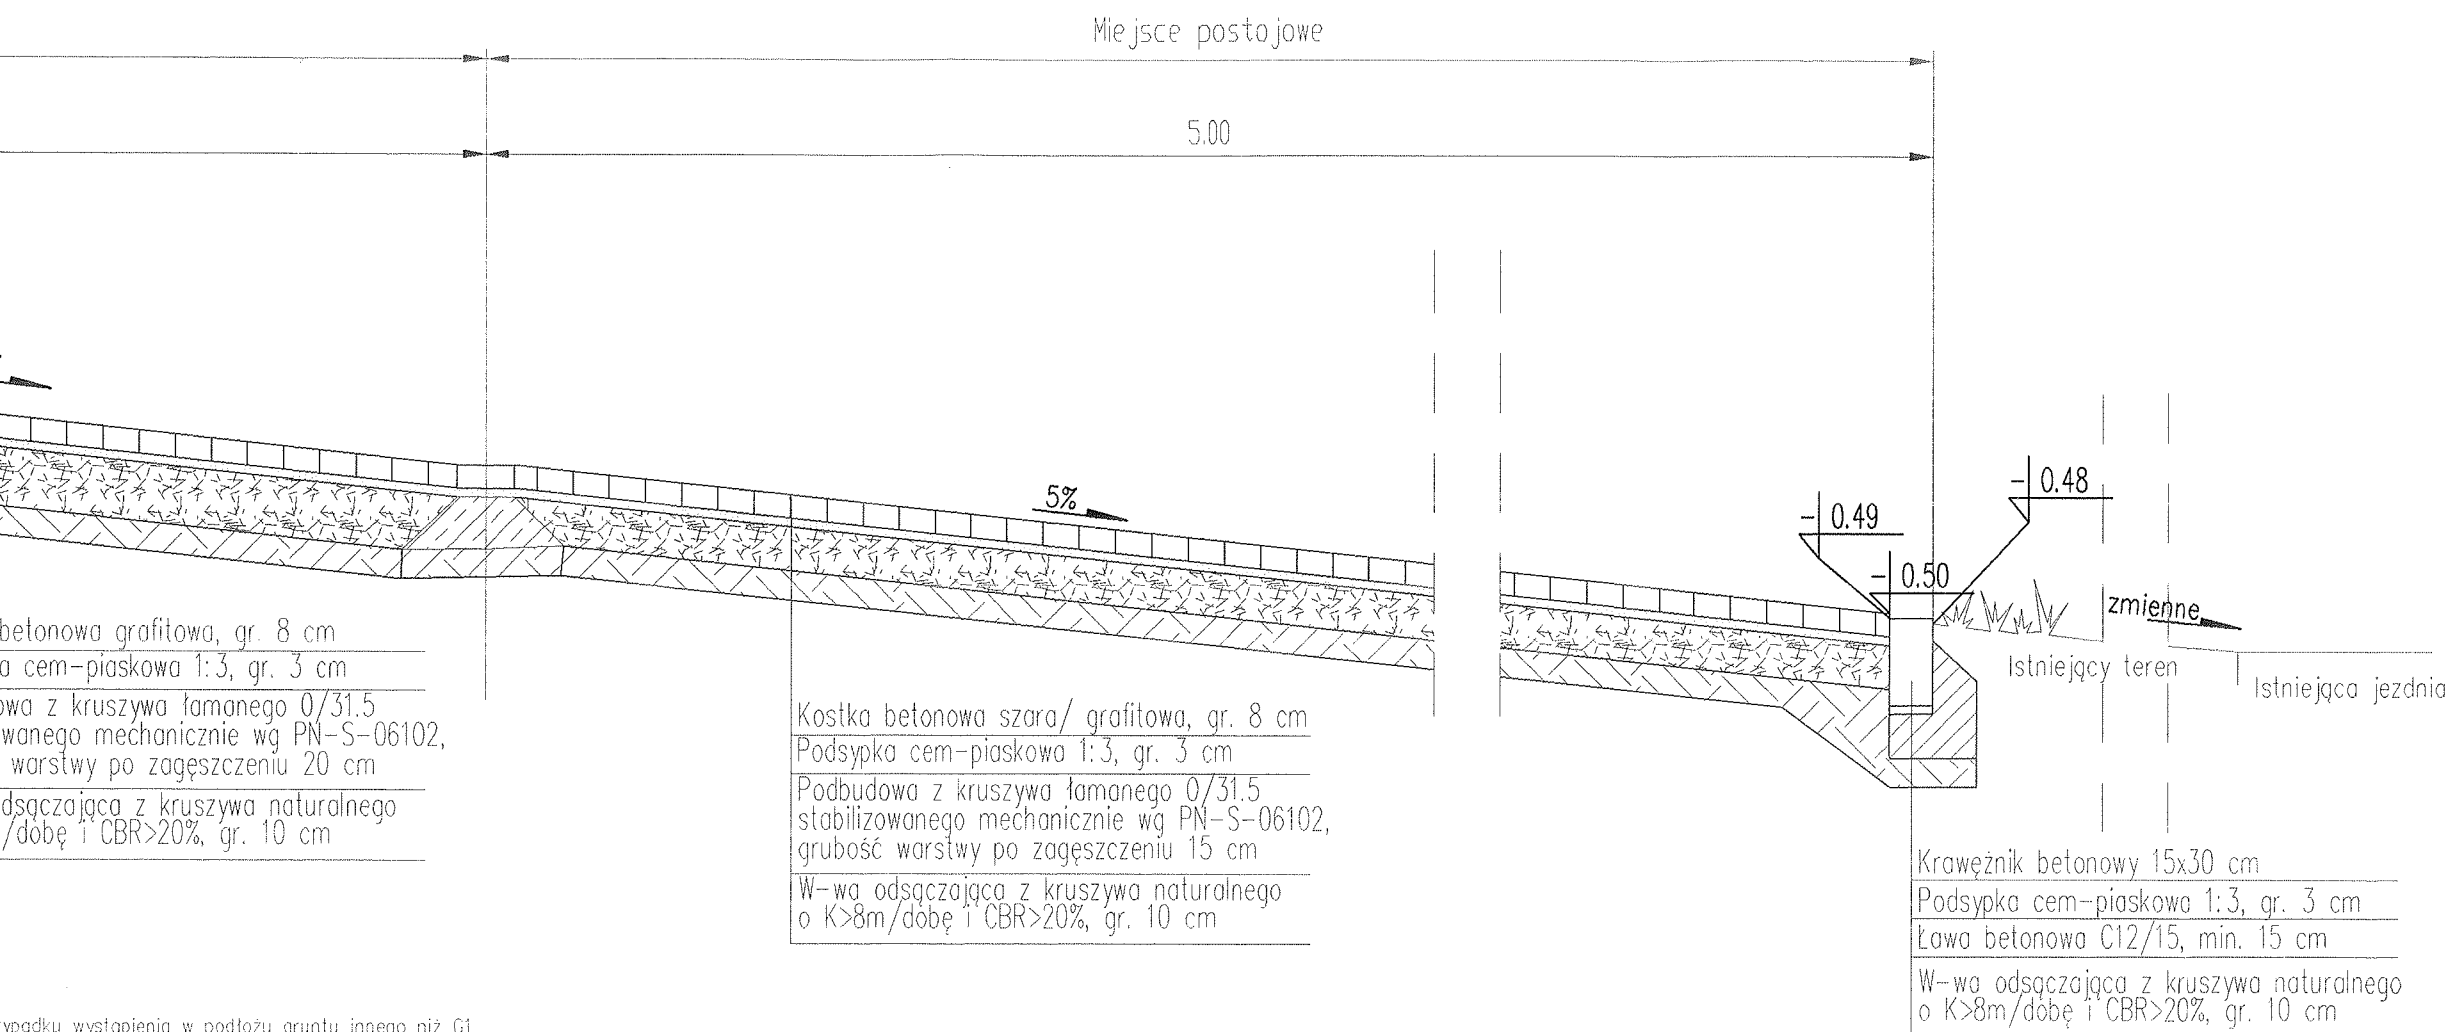 Miejsce postojowe
5.00
5%
- 0.49
- 0.48
- 0.50
zmienne
Istniejący teren
Istniejąca jezdnia
betonowa grafitowa, gr. 8 cm
cem-piaskowa 1:3, gr. 3 cm
z kruszywa łamanego 0/31.5
mechanicznie wg PN-S-06102,
warstwy po zagęszczeniu 20 cm
z kruszywa naturalnego
/dobę i CBR>20%, gr. 10 cm
Kostka betonowa szara/ grafitowa, gr. 8 cm
Podsypka cem-piaskowa 1:3, gr. 3 cm
Podbudowa z kruszywa łamanego 0/31.5
stabilizowanego mechanicznie wg PN-S-06102,
grubość warstwy po zagęszczeniu 15 cm
W-wa odsączająca z kruszywa naturalnego
o K>8m/dobę i CBR>20%, gr. 10 cm
Krawężnik betonowy 15x30 cm
Podsypka cem-piaskowa 1:3, gr. 3 cm
Ława betonowa C12/15, min. 15 cm
W-wa odsączająca z kruszywa naturalnego
o K>8m/dobę i CBR>20%, gr. 10 cm
wystąpienia w podłożu gruntu innego niż G1